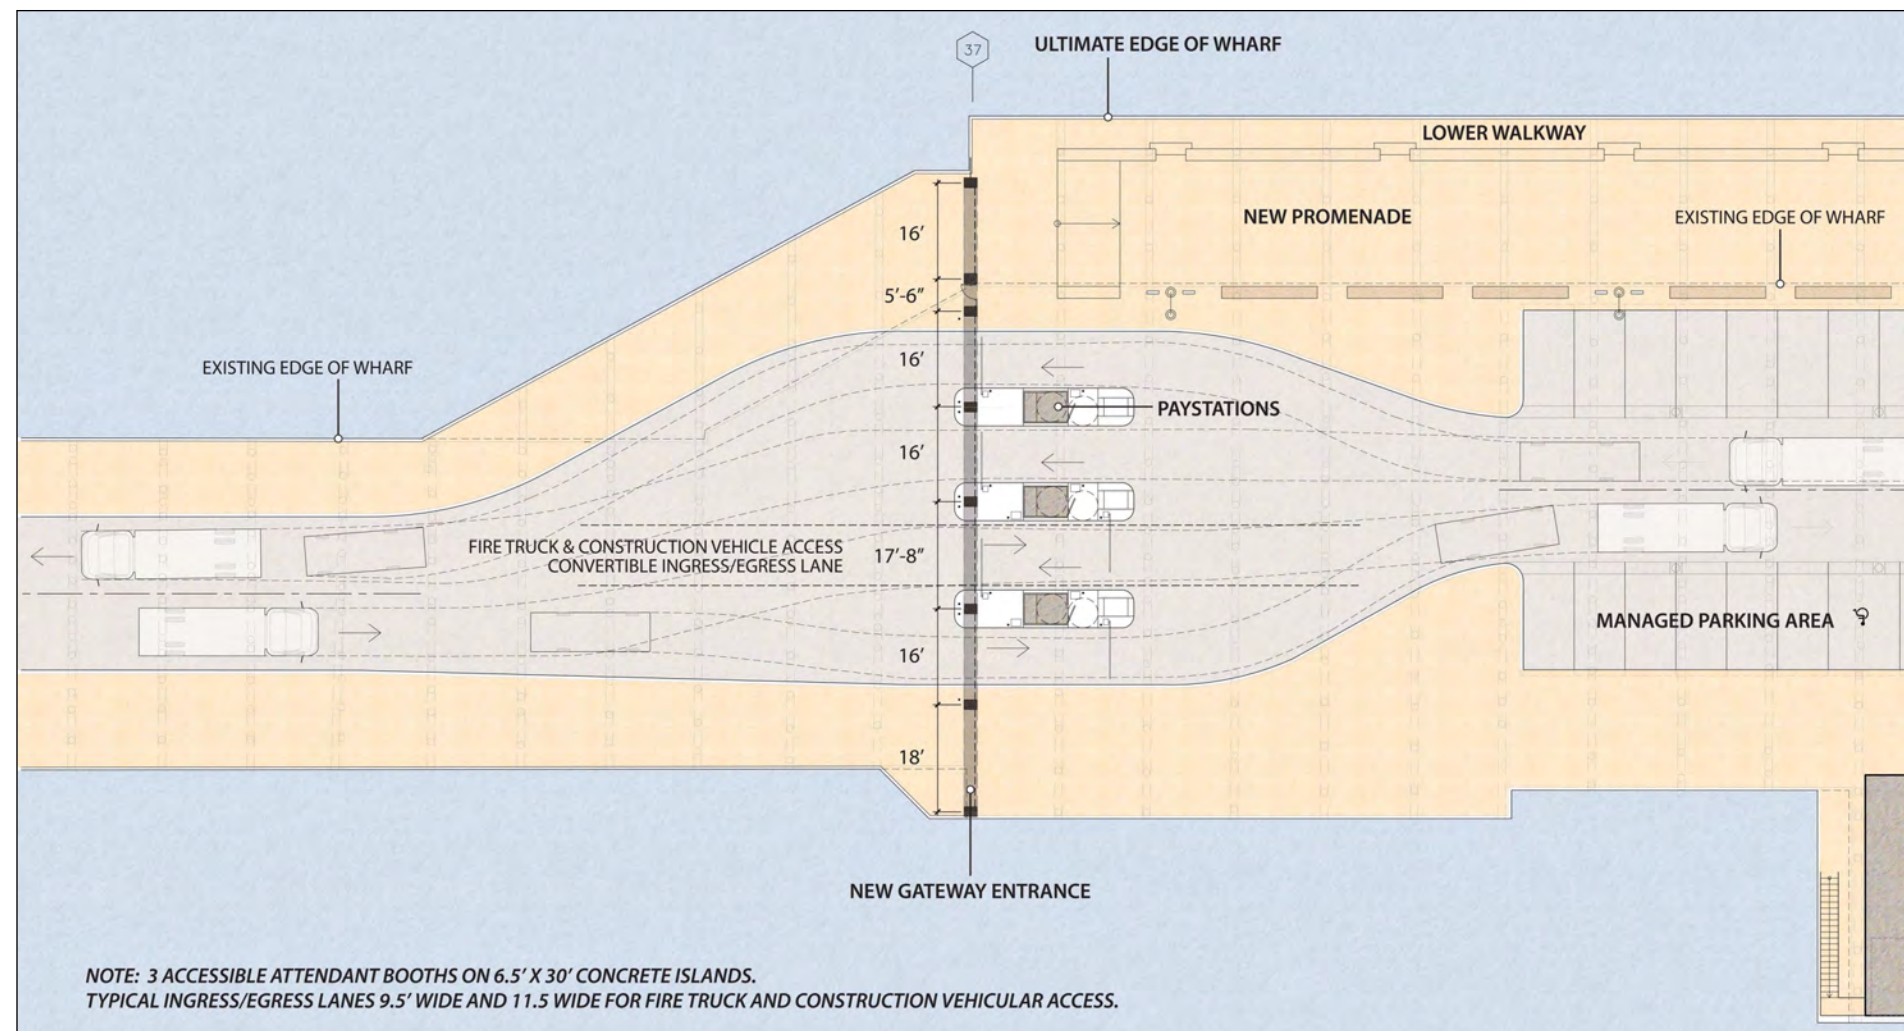 37
ULTIMATE EDGE OF WHARF
LOWER WALKWAY
NEW PROMENADE
EXISTING EDGE OF WHARF
16’
5’-6”
16’
EXISTING EDGE OF WHARF
PAYSTATIONS
16’
FIRE TRUCK & CONSTRUCTION VEHICLE ACCESS
CONVERTIBLE INGRESS/EGRESS LANE
17’-8”
MANAGED PARKING AREA
16’
18’
NEW GATEWAY ENTRANCE
NOTE: 3 ACCESSIBLE ATTENDANT BOOTHS ON 6.5’ X 30’ CONCRETE ISLANDS.
TYPICAL INGRESS/EGRESS LANES 9.5’ WIDE AND 11.5 WIDE FOR FIRE TRUCK AND CONSTRUCTION VEHICULAR ACCESS.